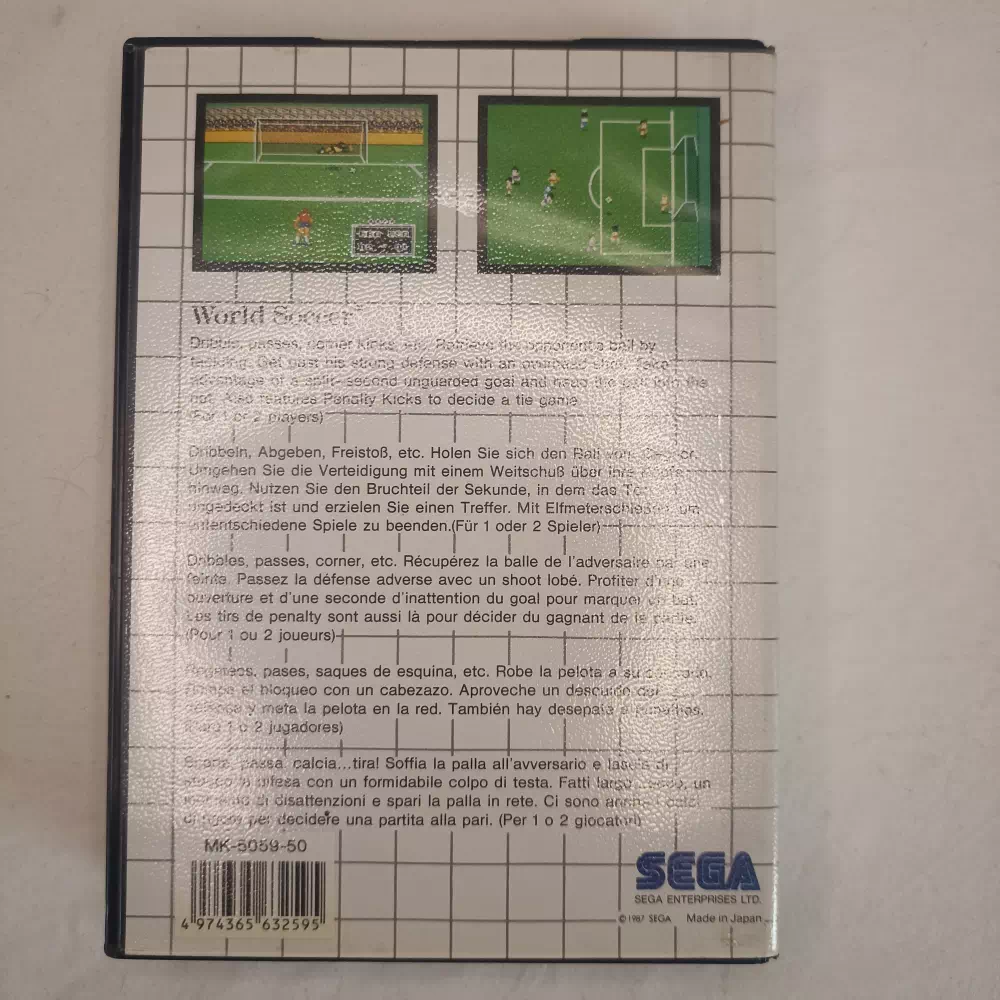 World Soccer™
Dribble, passes, corner kicks, etc. Retrieve the opponent's ball by
Get past his strong defense with an overhead
advantage of a split-second unguarded goal and the into the
net. Also features Penalty Kicks to decide a tie game
(For 1 or 2 players)
Dribbeln, Abgeben, Freistoß, etc. Holen Sie sich den Ball
Umgehen Sie die Verteidigung mit einem Weitschuß über ihre
hinweg. Nutzen Sie den Bruchteil der Sekunde, in dem das
ungedeckt ist und erzielen Sie einen Treffer. Mit Elfmeterschießen, um
unentschiedene Spiele zu beenden.(Für 1 oder 2 Spieler)
Dribbles, passes, corner, etc. Récupérez la balle de l'adversaire par une
feinte. Passez la défense adverse avec un shoot lobé. Profiter d'une
ouverture et d'une seconde d'inattention du goal pour marquer un but.
Les tirs de penalty sont aussi là pour décider du gagnant de la partie.
(Pour 1 ou 2 joueurs)
pases, saques de esquina, etc. Robe la pelota a su
Rompa el bloqueo con un cabezazo. Aproveche un descuido del
y meta la pelota en la red. También hay
(Para 1 o 2 jugadores)
passa, calcia...tira! Soffia la palla all'avversario e lascia di
la difesa con un formidabile colpo di testa. Fatti largo un
di disattenzioni e spari la palla in rete. Ci sono anche i calci
di rigore per decidere una partita alla pari. (Per 1 o 2 giocatori)
MK-5059-50
4 974365 632595
SEGA
SEGA ENTERPRISES LTD.
©1987 SEGA Made in Japan